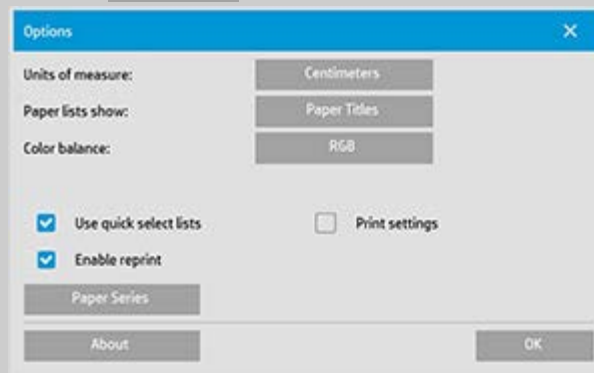 Options
Units of measure: Centimeters
Paper lists show: Paper Titles
Color balance: RGB
Use quick select lists Print settings
Enable reprint
Paper Series
About OK